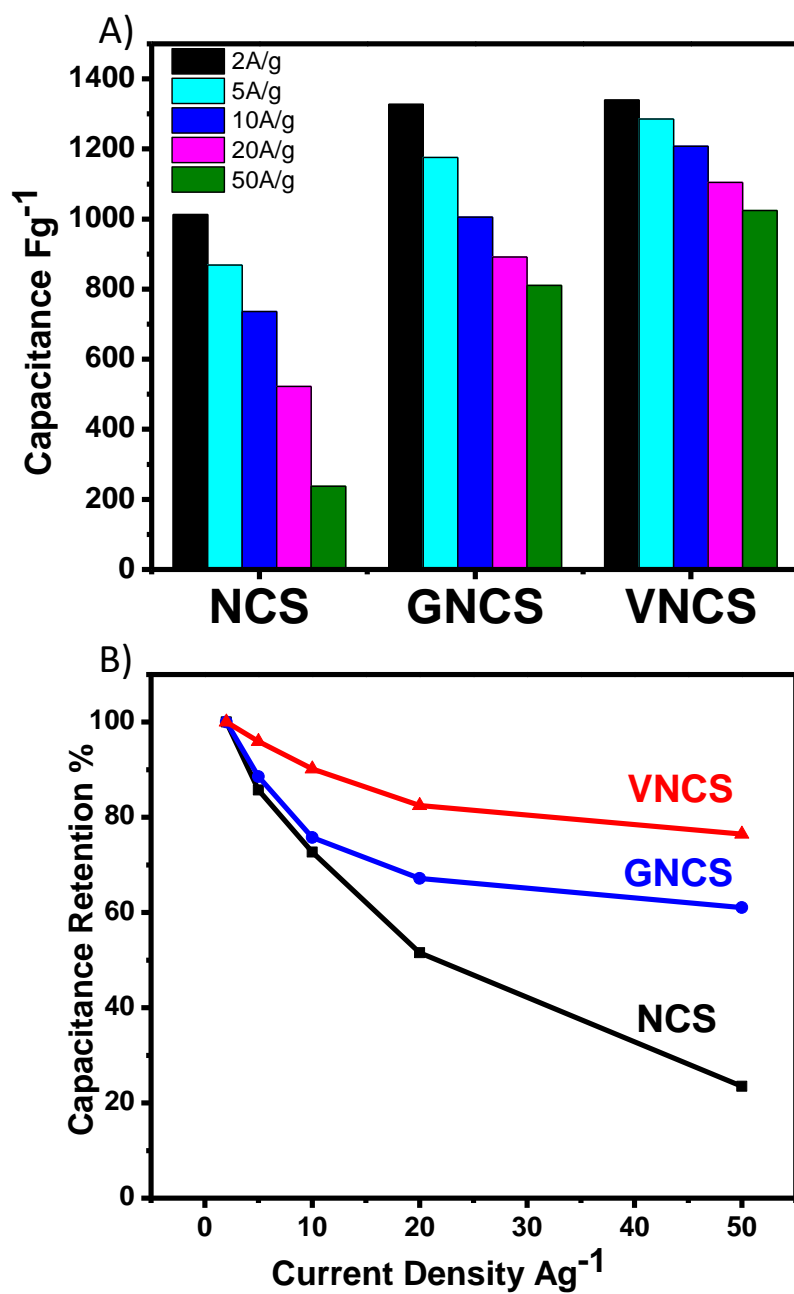 A)
2A/g
5A/g
10A/g
20A/g
50A/g
1400
1200
1000
800
600
400
200
0
Capacitance Fg⁻¹
NCS GNCS VNCS
B)
100
80
60
40
20
0
Capacitance Retention %
VNCS
GNCS
NCS
0 10 20 30 40 50
Current Density Ag⁻¹